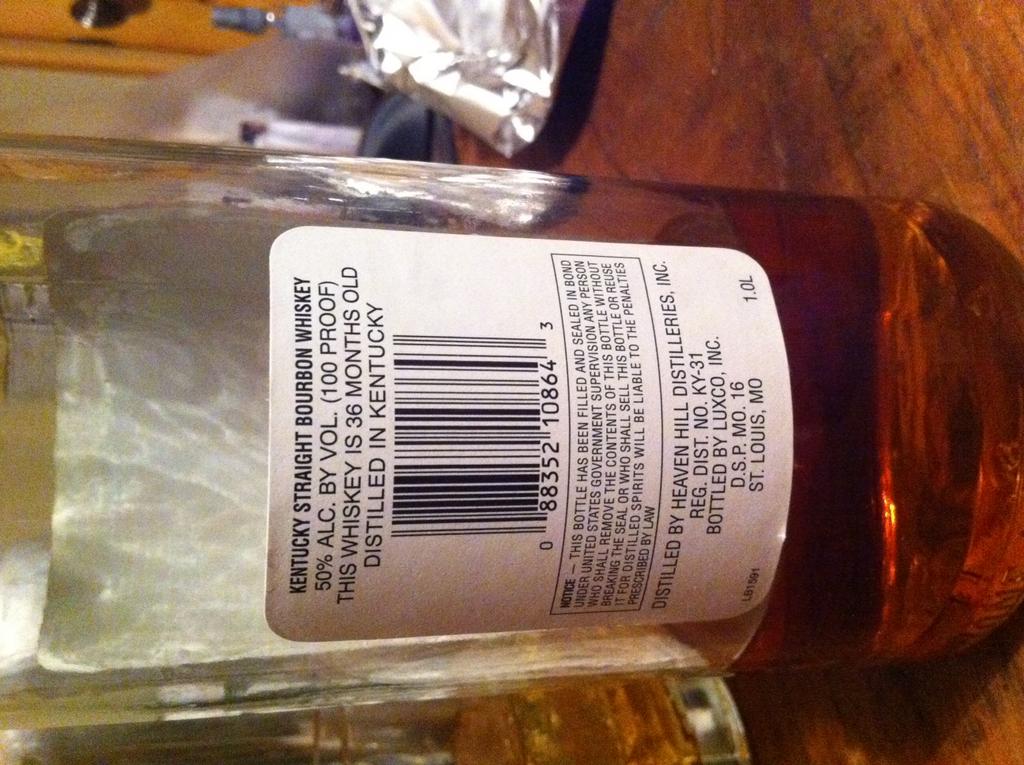 KENTUCKY STRAIGHT BOURBON WHISKEY
50% ALC. BY VOL. (100 PROOF)
THIS WHISKEY IS 36 MONTHS OLD
DISTILLED IN KENTUCKY
0 88352 10864 3
NOTICE – THIS BOTTLE HAS BEEN FILLED AND SEALED IN BOND
UNDER UNITED STATES GOVERNMENT SUPERVISION ANY PERSON
WHO SHALL REMOVE THE CONTENTS OF THIS BOTTLE WITHOUT
BREAKING THE SEAL OR WHO SHALL SELL THIS BOTTLE OR REUSE
IT FOR DISTILLED SPIRITS WILL BE LIABLE TO THE PENALTIES
PRESCRIBED BY LAW
DISTILLED BY HEAVEN HILL DISTILLERIES, INC.
REG. DIST. NO. KY-31
BOTTLED BY LUXCO, INC.
D.S.P. MO. 16
ST. LOUIS, MO
LB1591 1.0L